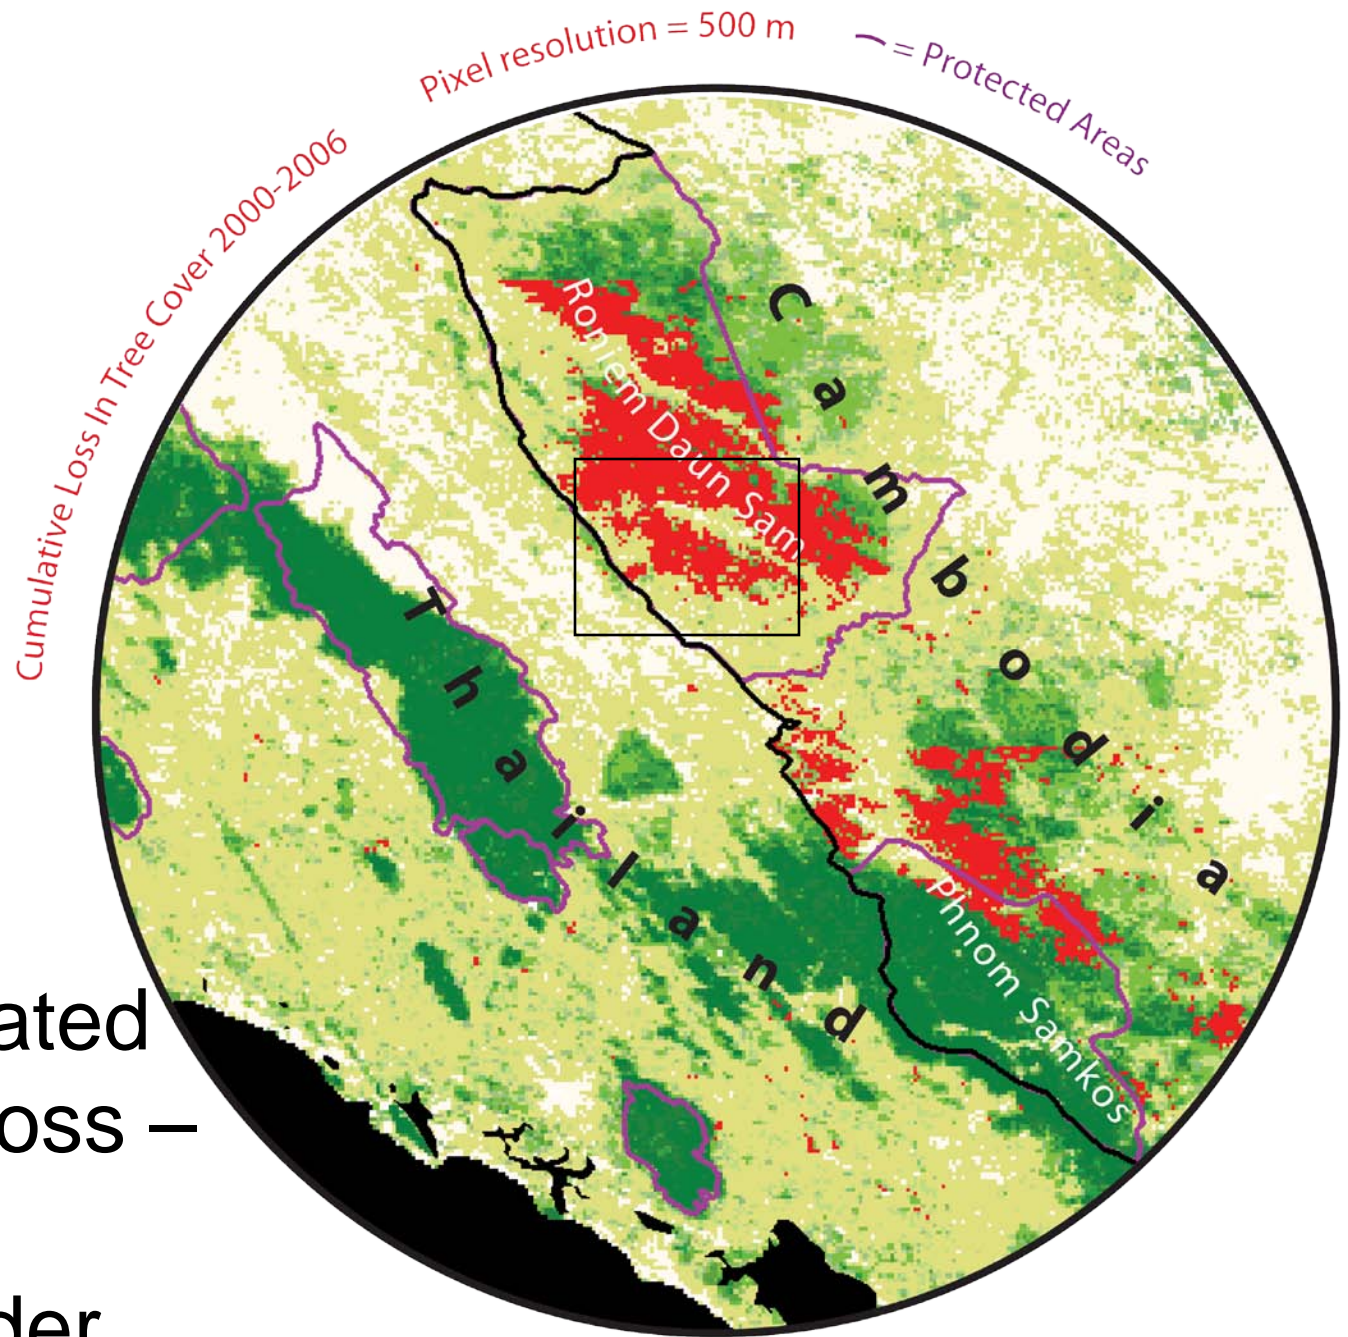 Pixel resolution = 500 m
= Protected Areas
Cumulative Loss In Tree Cover 2000-2006
Cambodia
Roniem Daun Sam
Thailand
Phnom Samkos
ated
oss –
der